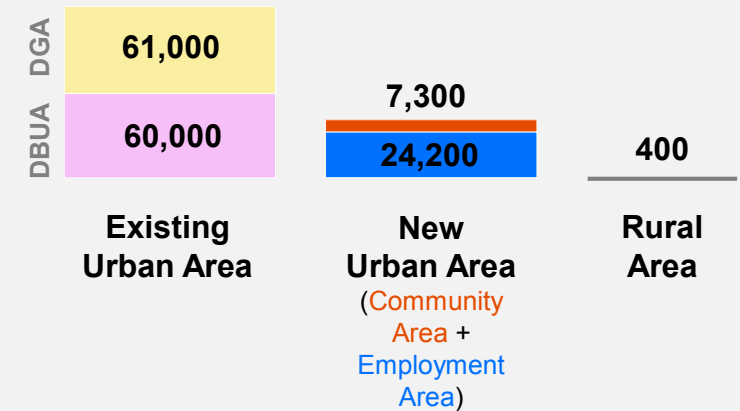 DGA
61,000
DBUA
60,000
7,300
24,200
400
Existing
Urban Area
New
Urban Area
(Community
Area +
Employment
Area)
Rural
Area